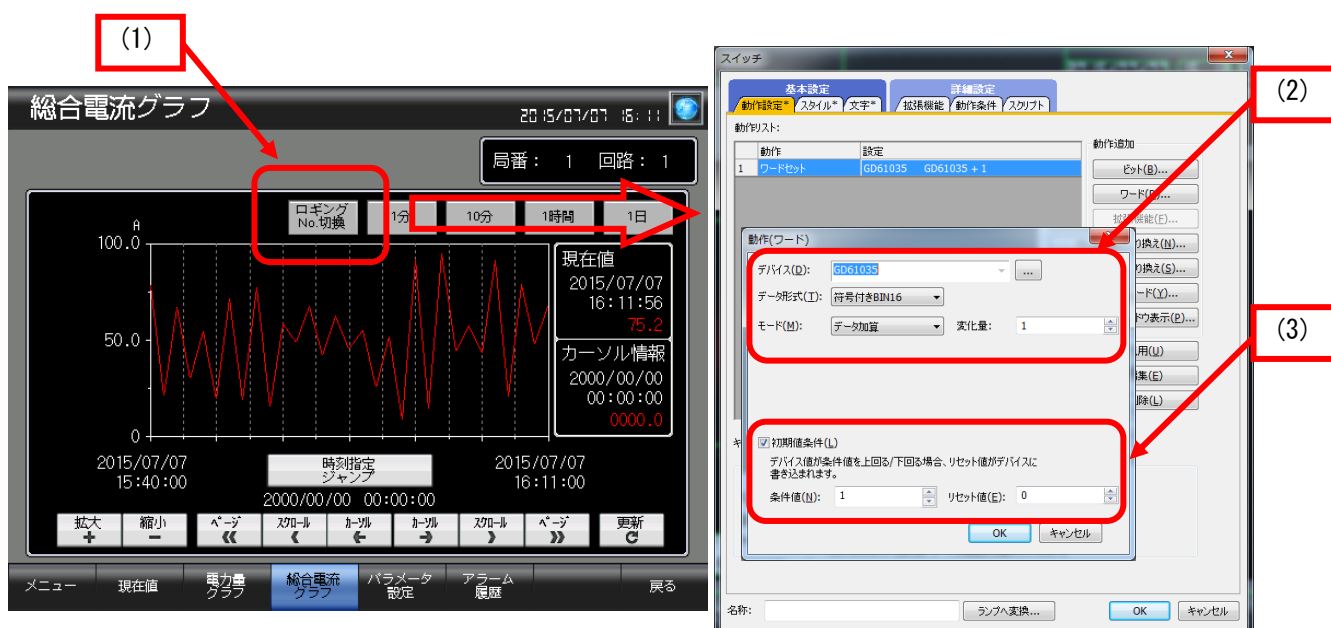 (1)
総合電流グラフ
2015/07/07 16:11
局番： 1 回路： 1
ロギング
No.切換
1分
10分
1時間
1日
A
100.0
50.0
0
現在値
2015/07/07
16:11:56
75.2
カーソル情報
2000/00/00
00:00:00
0000.0
2015/07/07
15:40:00
時刻指定
ジャンプ
2015/07/07
16:11:00
2000/00/00 00:00:00
拡大
縮小
ﾍﾟｰｼﾞ
ｽｸﾛｰﾙ
ｶｰｿﾙ
ｶｰｿﾙ
ｽｸﾛｰﾙ
ﾍﾟｰｼﾞ
更新
メニュー
現在値
電力量
グラフ
総合電流
グラフ
パラメータ
設定
アラーム
履歴
戻る
スイッチ
基本設定
詳細設定
動作設定*
スタイル*
文字*
拡張機能
動作条件
スクリプト
動作リスト:
動作 設定
1 ワードセット GD61035 GD61035 + 1
動作追加
ビット(B)...
ワード
拡張機能(F)...
換え(N)...
換え(S)...
ード(Y)...
ドウ表示(P)...
用(U)
集(E)
除(L)
動作(ワード)
デバイス(D): GD61035 ...
データ形式(T): 符号付きBIN16
モード(M): データ加算 変化量: 1
初期値条件(L)
デバイス値が条件値を上回る/下回る場合、リセット値がデバイスに
書き込まれます。
条件値(N): 1 リセット値(E): 0
OK キャンセル
名称:
ランプへ変換...
OK キャンセル
(2)
(3)